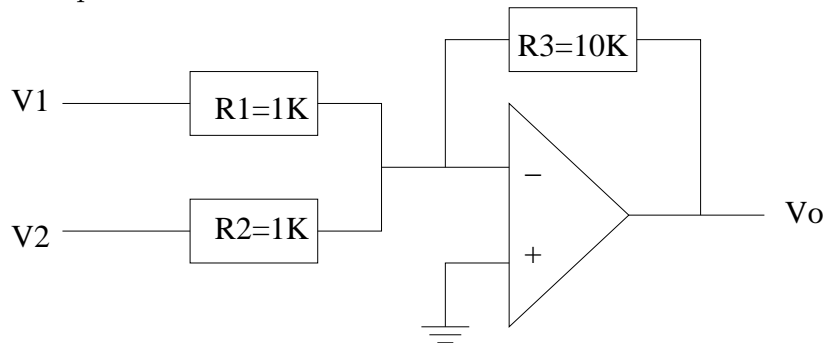 R3=10K
V1
R1=1K
−
V2
R2=1K
Vo
+